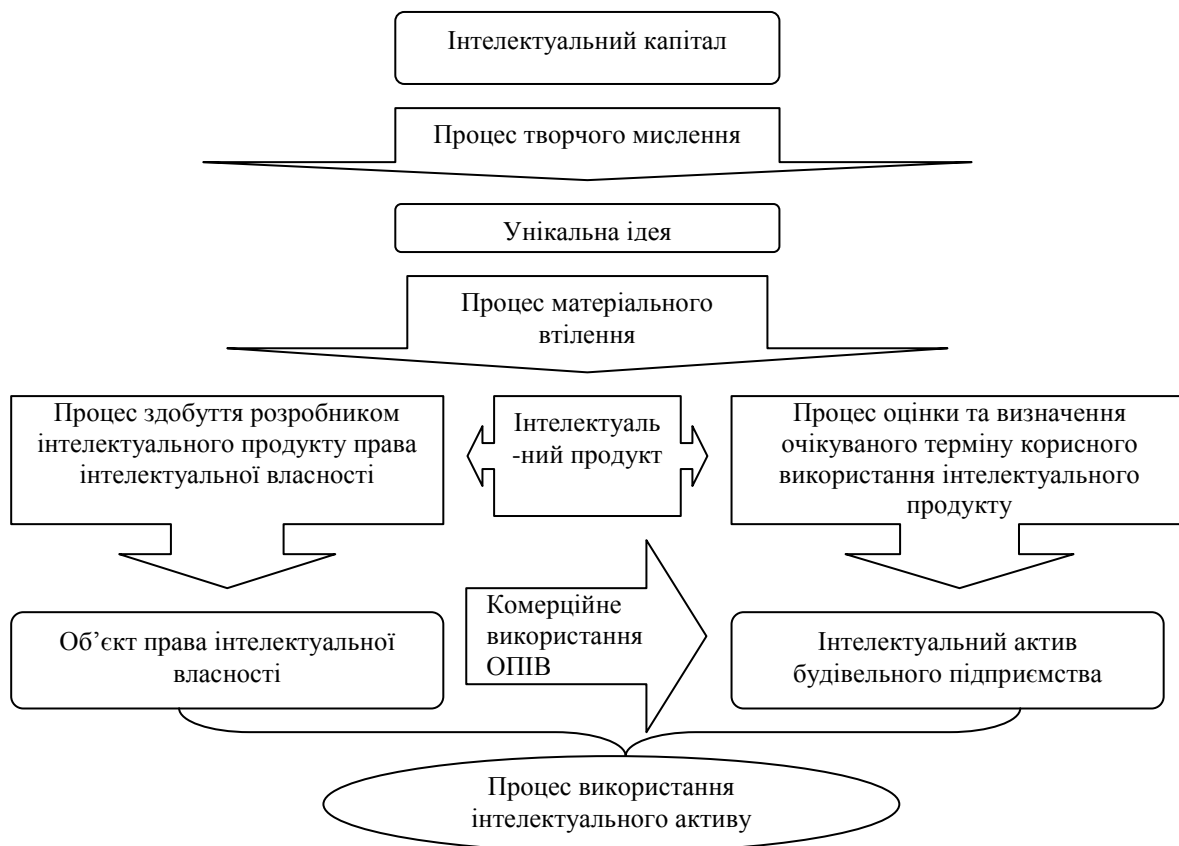 Інтелектуальний капітал
Процес творчого мислення
Унікальна ідея
Процес матеріального
втілення
Процес здобуття розробником
інтелектуального продукту права
інтелектуальної власності
Інтелектуаль
-ний продукт
Процес оцінки та визначення
очікуваного терміну корисного
використання інтелектуального
продукту
Об’єкт права інтелектуальної
власності
Комерційне
використання
ОПІВ
Інтелектуальний актив
будівельного підприємства
Процес використання
інтелектуального активу